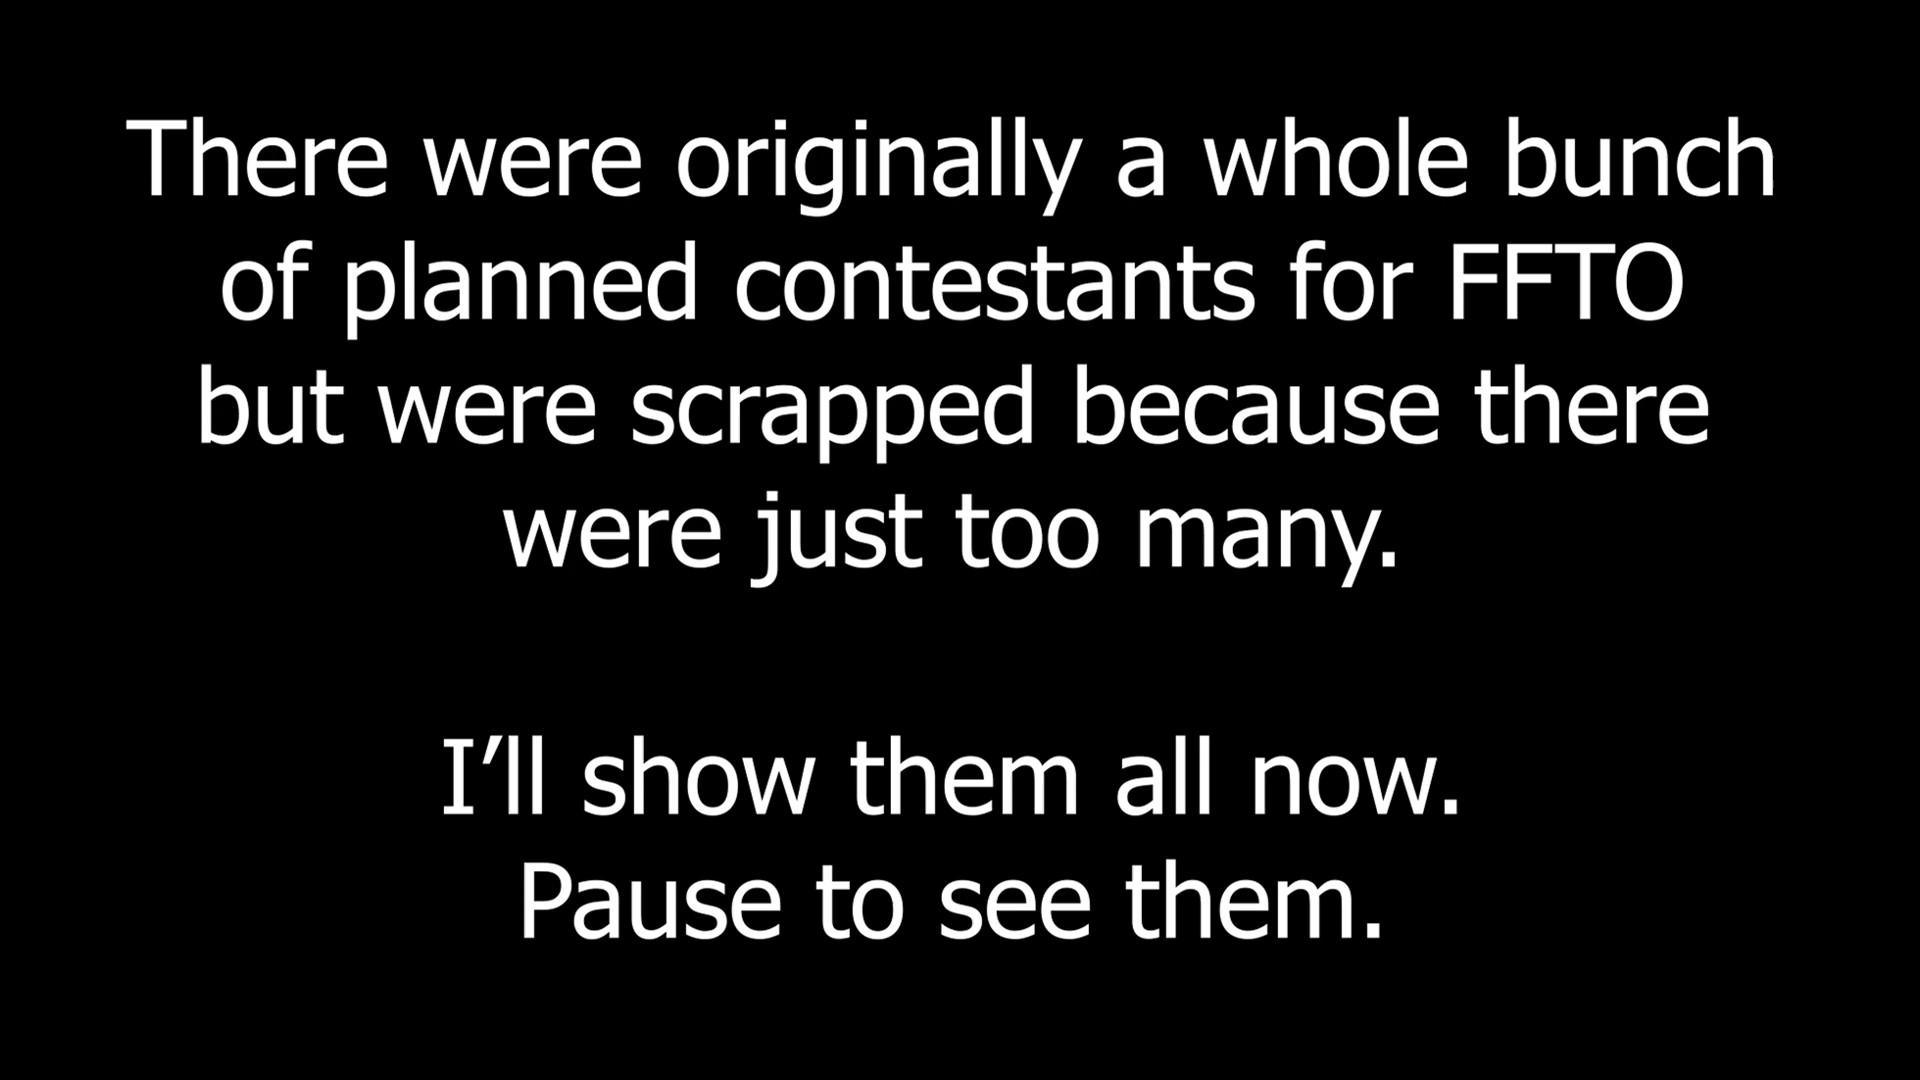 There were originally a whole bunch
of planned contestants for FFTO
but were scrapped because there
were just too many.
I’ll show them all now.
Pause to see them.